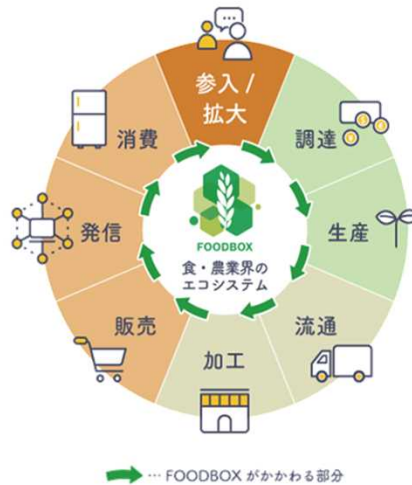 参入 /
拡大
調達
生産
流通
加工
販売
発信
消費
FOODBOX
食・農業界の
エコシステム
… FOODBOX がかかわる部分